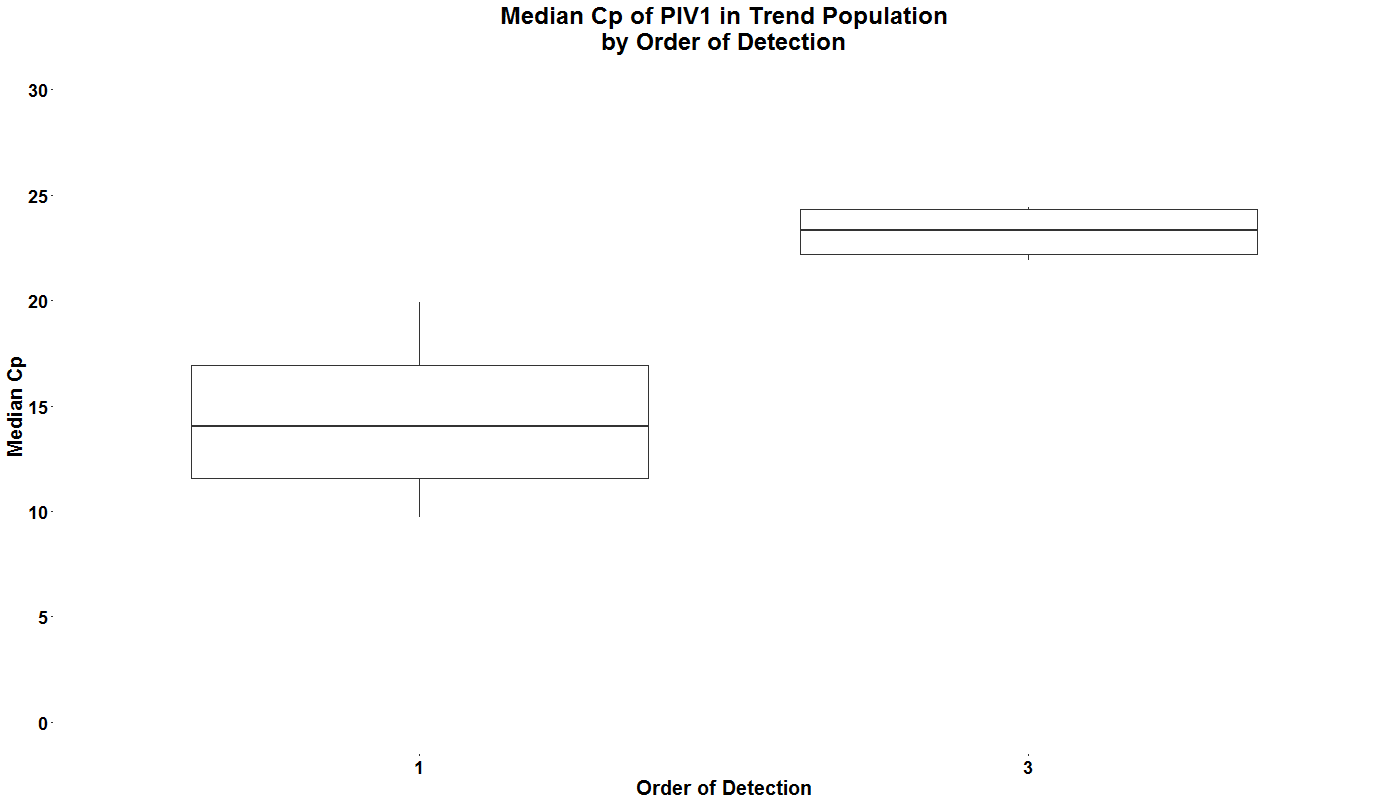 Median Cp of PIV1 in Trend Population
by Order of Detection
30
25
20
15
10
5
0
Median Cp
1
3
Order of Detection